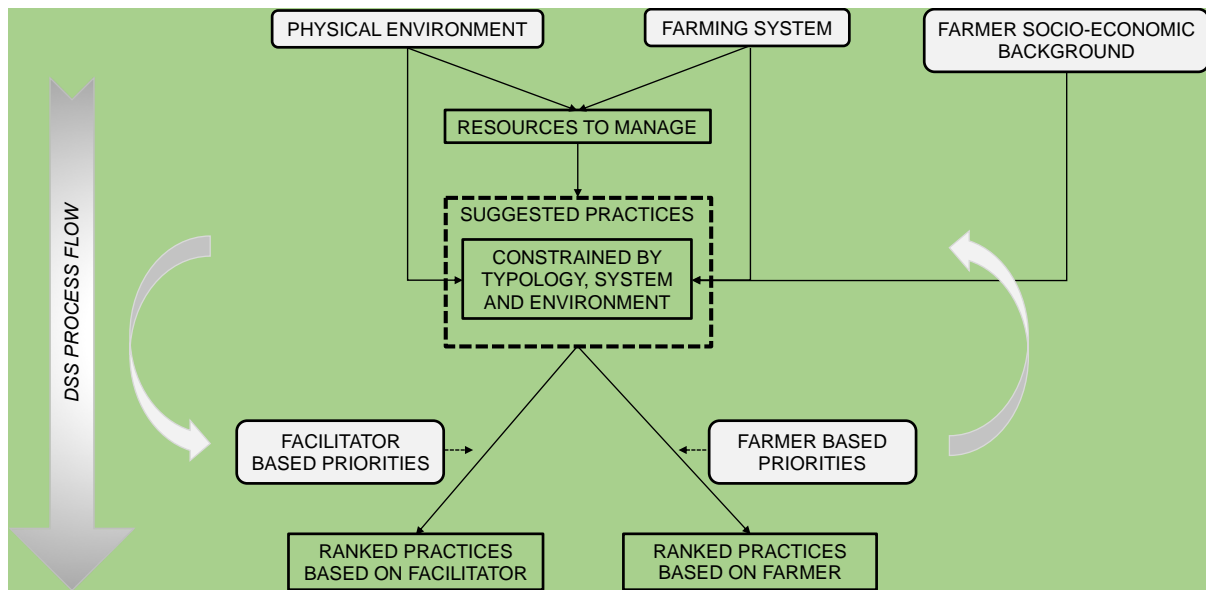 PHYSICAL ENVIRONMENT
FARMING SYSTEM
FARMER SOCIO-ECONOMIC
BACKGROUND
RESOURCES TO MANAGE
SUGGESTED PRACTICES
CONSTRAINED BY
TYPOLOGY, SYSTEM
AND ENVIRONMENT
DSS PROCESS FLOW
FACILITATOR
BASED PRIORITIES
FARMER BASED
PRIORITIES
RANKED PRACTICES
BASED ON FACILITATOR
RANKED PRACTICES
BASED ON FARMER